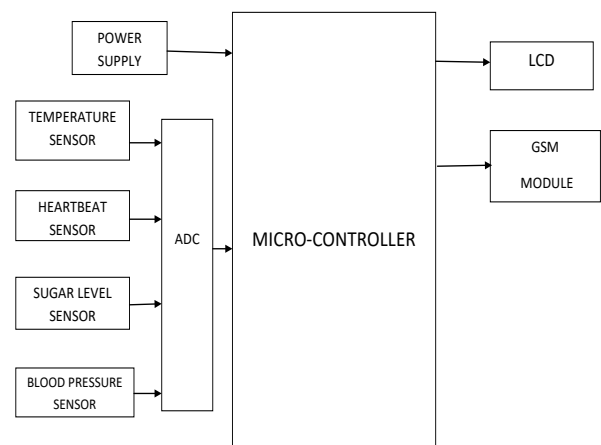 POWER
SUPPLY
TEMPERATURE
SENSOR
HEARTBEAT
SENSOR
SUGAR LEVEL
SENSOR
BLOOD PRESSURE
SENSOR
ADC
MICRO-CONTROLLER
LCD
GSM
MODULE